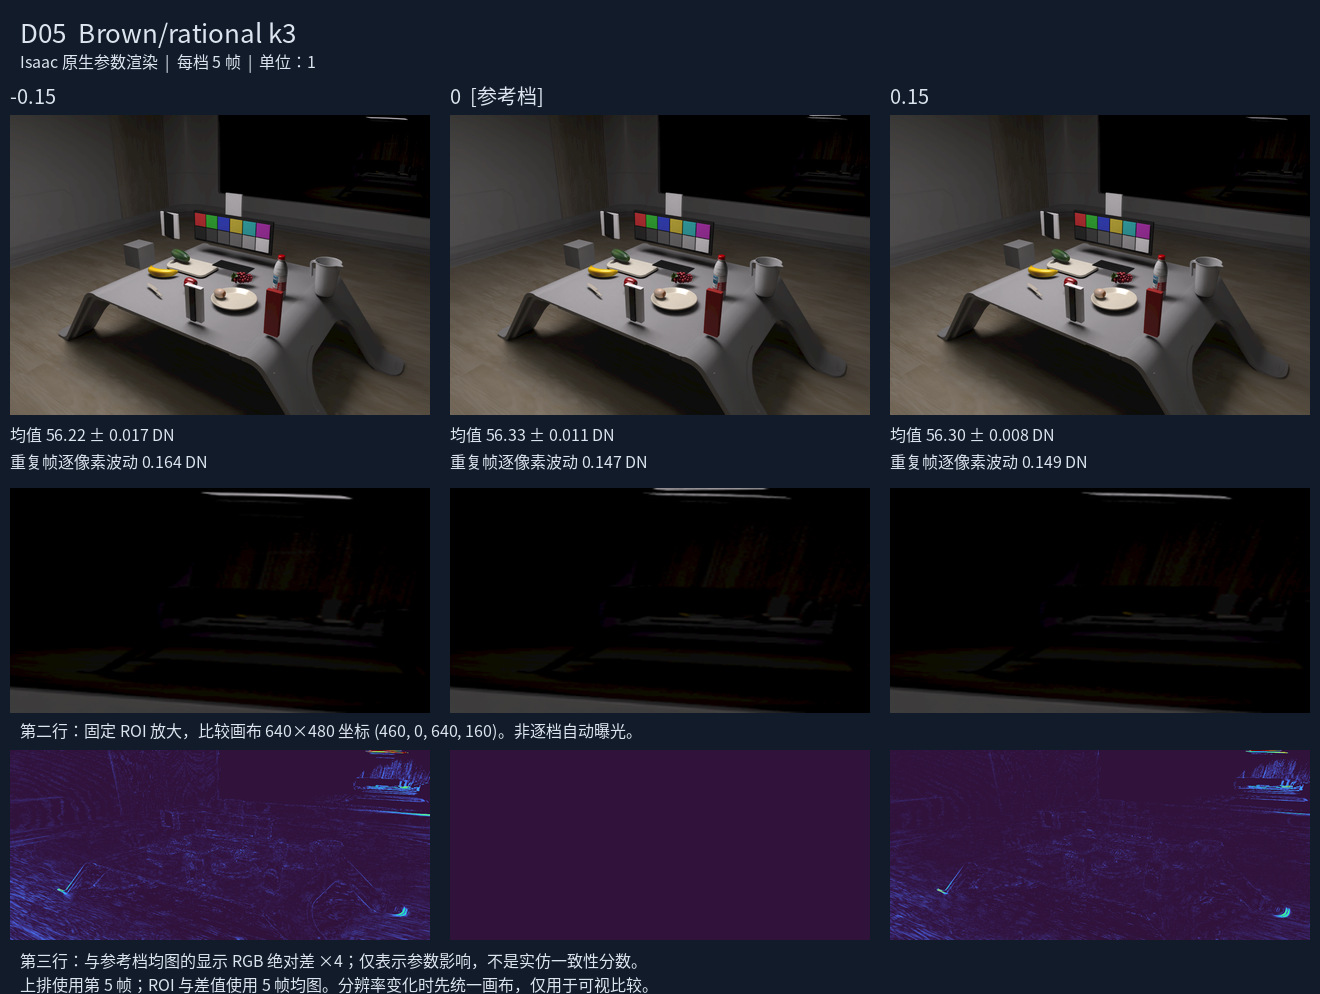 D05  Brown/rational k3
Isaac 原生参数渲染 | 每档 5 帧 | 单位：1
-0.15
0  [参考档]
0.15
均值 56.22 ± 0.017 DN
均值 56.33 ± 0.011 DN
均值 56.30 ± 0.008 DN
重复帧逐像素波动 0.164 DN
重复帧逐像素波动 0.147 DN
重复帧逐像素波动 0.149 DN
第二行：固定 ROI 放大，比较画布 640×480 坐标 (460, 0, 640, 160)。非逐档自动曝光。
第三行：与参考档均图的显示 RGB 绝对差 ×4；仅表示参数影响，不是实仿一致性分数。
上排使用第 5 帧；ROI 与差值使用 5 帧均图。分辨率变化时先统一画布，仅用于可视比较。